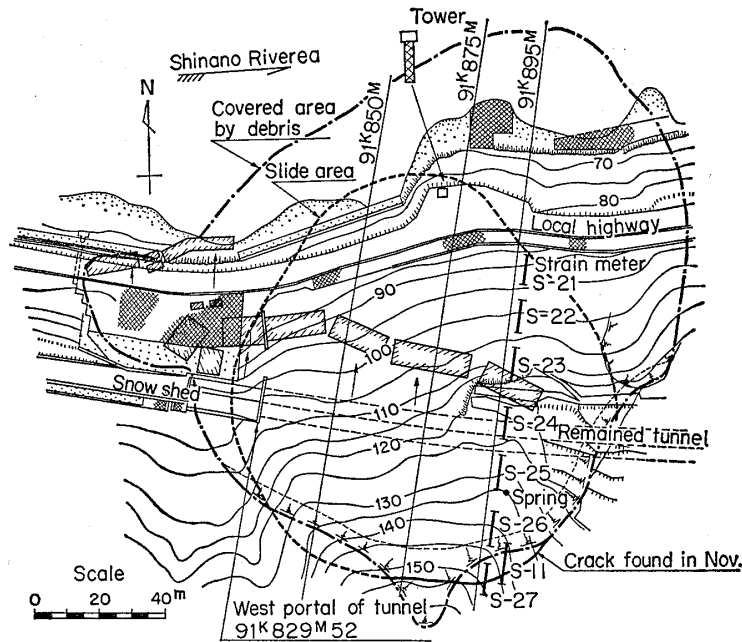 Tower
Shinano Riverea
N
Covered area
by debris
Slide area
91K850M
91K875M
91K895M
70
80
Local highway
Strain meter
S-21
90
S=22
100
S-23
Snow shed
110
S-24
Remained tunnel
120
S-25
130
Spring
140
S-26
Crack found in Nov.
S-11
150
S-27
Scale
0 20 40m
West portal of tunnel
91K829M52